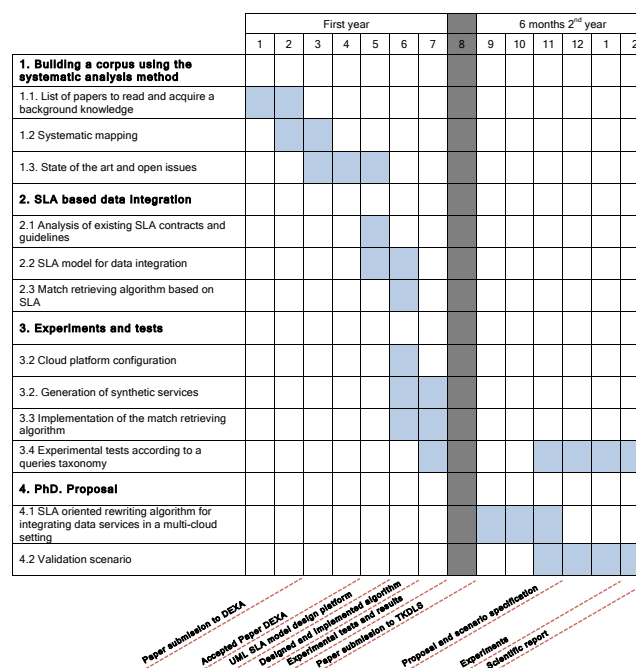 First year
6 months 2nd year
1 2 3 4 5 6 7 8 9 10 11 12 1 2
1. Building a corpus using the
systematic analysis method
1.1. List of papers to read and acquire a
background knowledge
1.2 Systematic mapping
1.3. State of the art and open issues
2. SLA based data integration
2.1 Analysis of existing SLA contracts and
guidelines
2.2 SLA model for data integration
2.3 Match retrieving algorithm based on
SLA
3. Experiments and tests
3.2 Cloud platform configuration
3.2. Generation of synthetic services
3.3 Implementation of the match retrieving
algorithm
3.4 Experimental tests according to a
queries taxonomy
4. PhD. Proposal
4.1 SLA oriented rewriting algorithm for
integrating data services in a multi-cloud
setting
4.2 Validation scenario
Paper submission to DEXA
Accepted Paper DEXA
UML SLA model design platform
Designed and implemented algorithm
Experimental tests and results
Paper submission to TKDLS
Proposal and scenario specification
Experiments
Scientific report